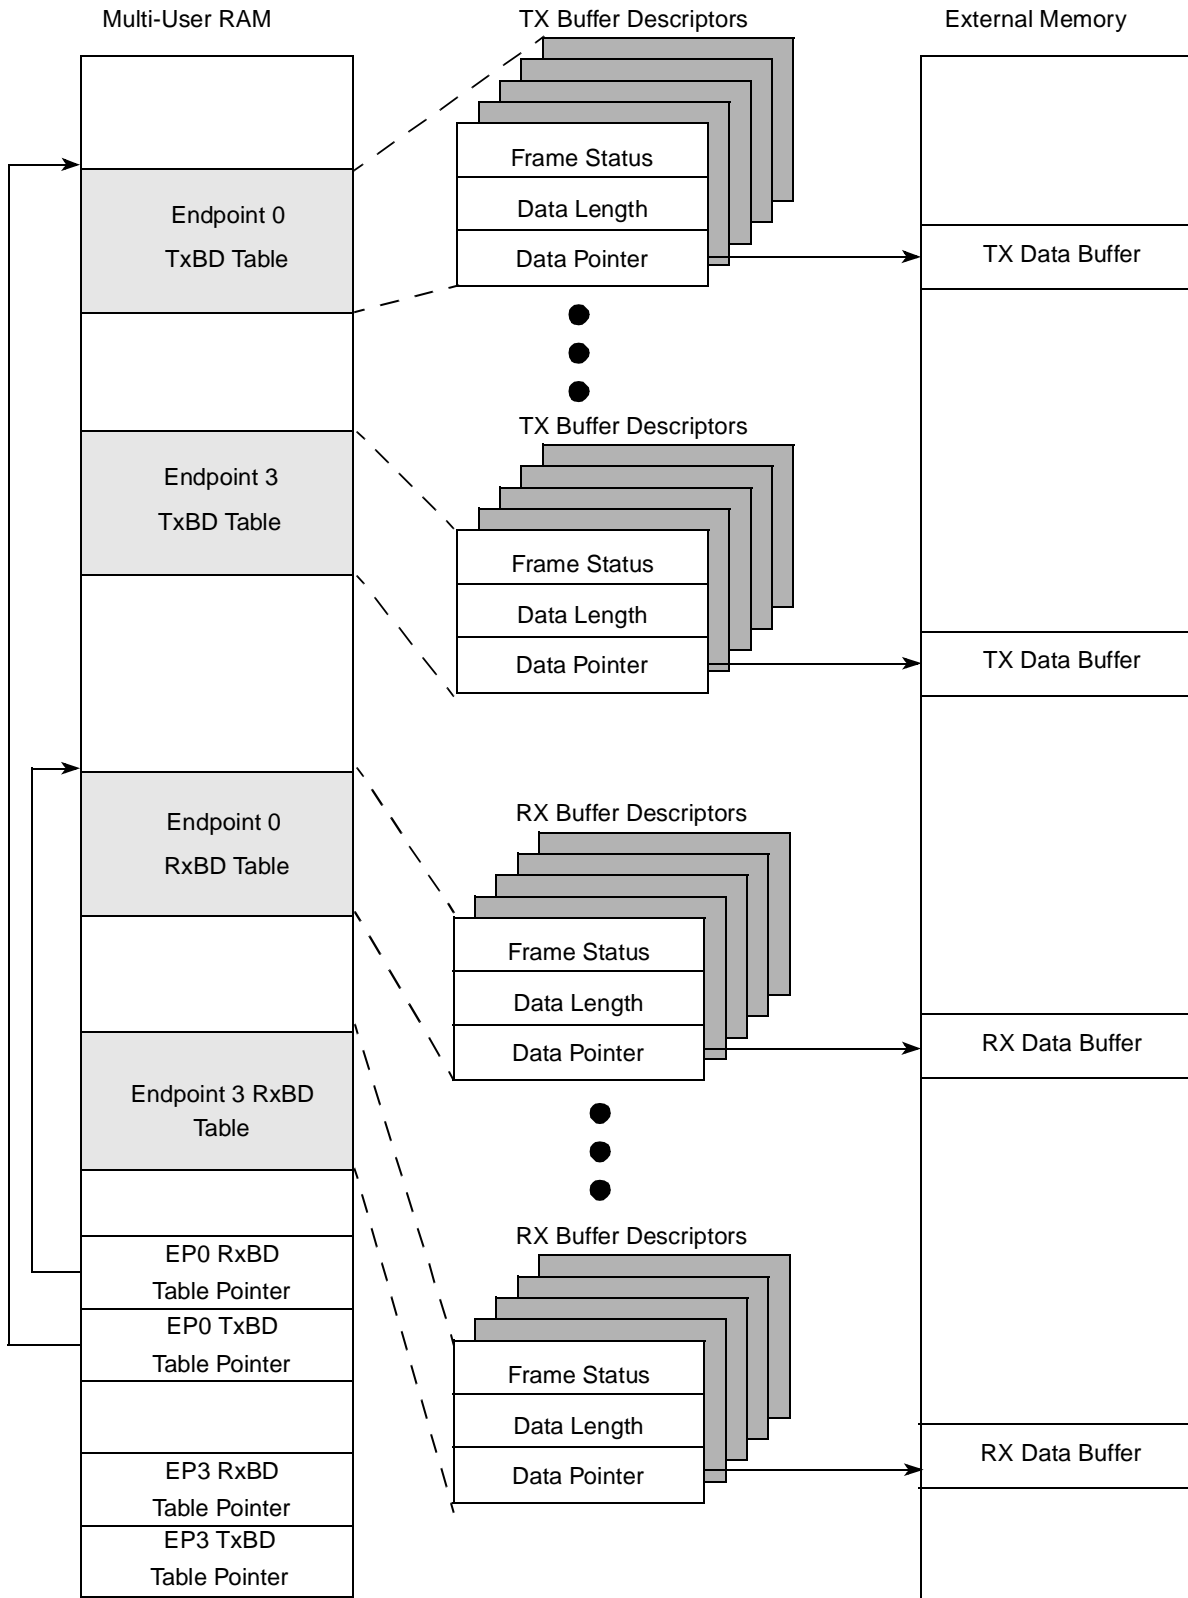 Multi-User RAM
TX Buffer Descriptors
External Memory
Endpoint 0
TxBD Table
Frame Status
Data Length
Data Pointer
TX Data Buffer
Endpoint 3
TxBD Table
TX Buffer Descriptors
Frame Status
Data Length
Data Pointer
TX Data Buffer
Endpoint 0
RxBD Table
RX Buffer Descriptors
Frame Status
Data Length
Data Pointer
RX Data Buffer
Endpoint 3 RxBD
Table
RX Buffer Descriptors
Frame Status
Data Length
Data Pointer
RX Data Buffer
EP0 RxBD
Table Pointer
EP0 TxBD
Table Pointer
EP3 RxBD
Table Pointer
EP3 TxBD
Table Pointer